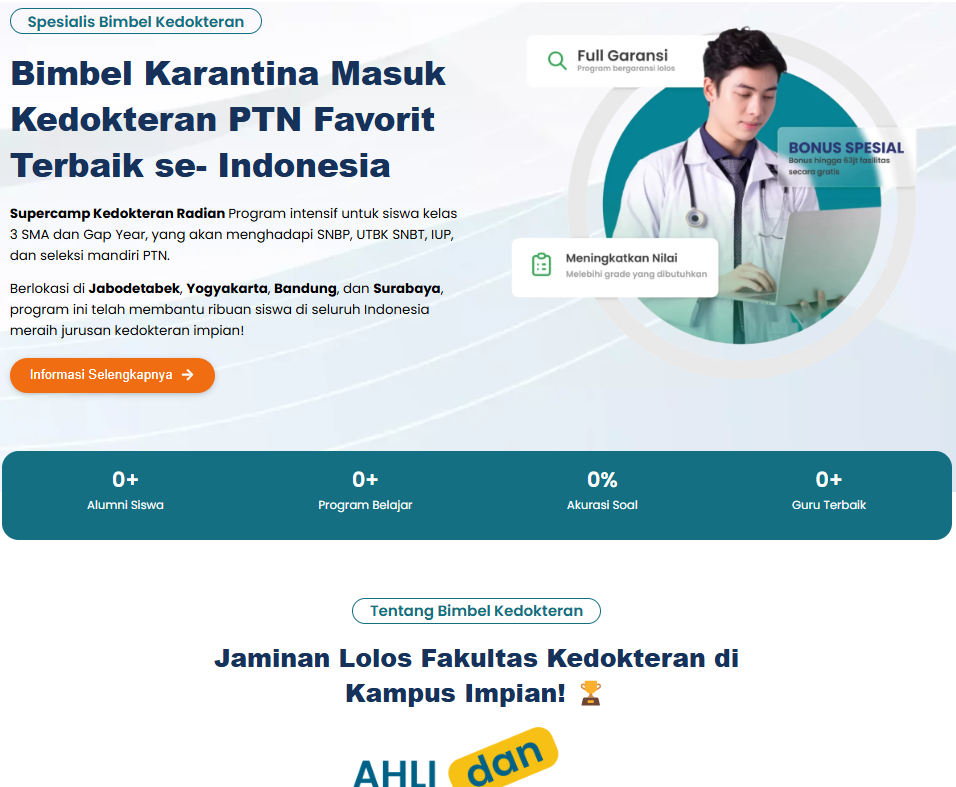 Spesialis Bimbel Kedokteran
Bimbel Karantina Masuk
Kedokteran PTN Favorit
Terbaik se- Indonesia
Supercamp Kedokteran Radian Program intensif untuk siswa kelas
3 SMA dan Gap Year, yang akan menghadapi SNBP, UTBK SNBT, IUP,
dan seleksi mandiri PTN.
Berlokasi di Jabodetabek, Yogyakarta, Bandung, dan Surabaya,
program ini telah membantu ribuan siswa di seluruh Indonesia
meraih jurusan kedokteran impian!
Informasi Selengkapnya →
Full Garansi
Program bergaransi lolos
BONUS SPESIAL
Bonus hingga 63jt fasilitas
secara gratis
Meningkatkan Nilai
Melebihi grade yang dibutuhkan
0+
Alumni Siswa
0+
Program Belajar
0%
Akurasi Soal
0+
Guru Terbaik
Tentang Bimbel Kedokteran
Jaminan Lolos Fakultas Kedokteran di
Kampus Impian! 🏆
AHLI dan